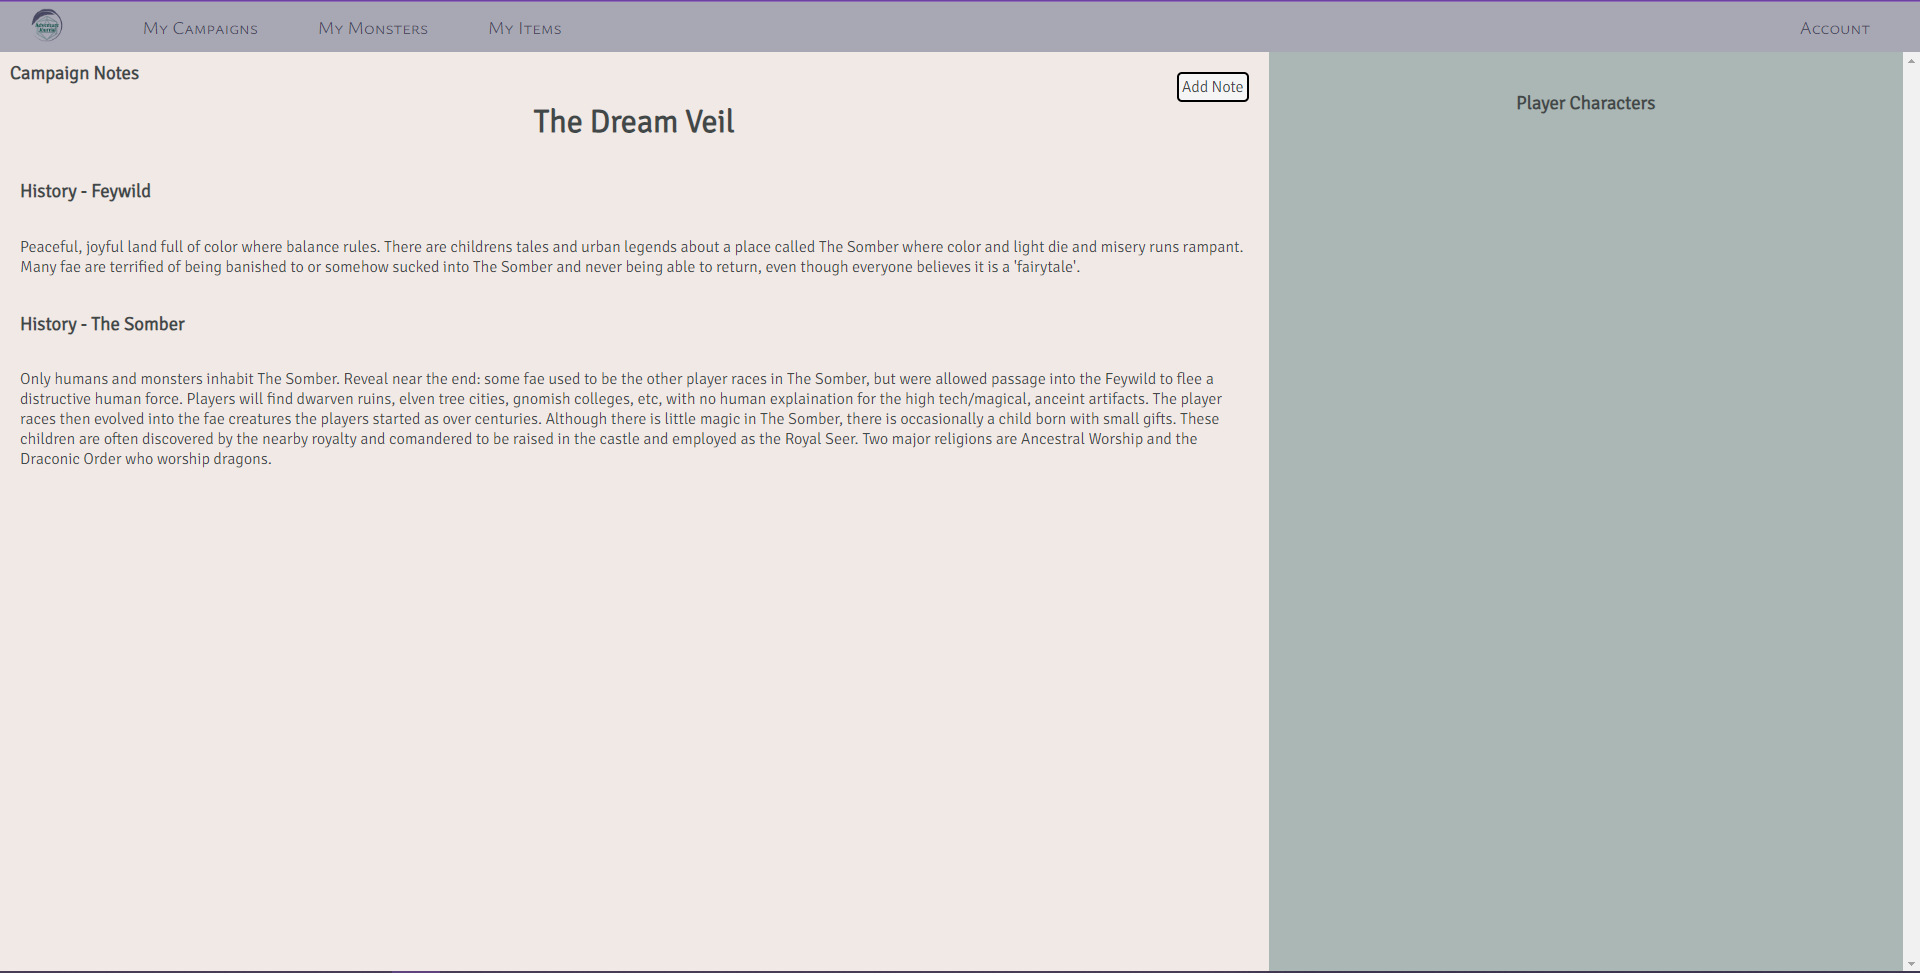 Adventure
My Campaigns
My Monsters
My Items
Account
Campaign Notes
Add Note
Player Characters
The Dream Veil
History - Feywild
Peaceful, joyful land full of color where balance rules. There are childrens tales and urban legends about a place called The Somber where color and light die and misery runs rampant.
Many fae are terrified of being banished to or somehow sucked into The Somber and never being able to return, even though everyone believes it is a 'fairytale'.
History - The Somber
Only humans and monsters inhabit The Somber. Reveal near the end: some fae used to be the other player races in The Somber, but were allowed passage into the Feywild to flee a
distructive human force. Players will find dwarven ruins, elven tree cities, gnomish colleges, etc, with no human explaination for the high tech/magical, anceint artifacts. The player
races then evolved into the fae creatures the players started as over centuries. Although there is little magic in The Somber, there is occasionally a child born with small gifts. These
children are often discovered by the nearby royalty and comandered to be raised in the castle and employed as the Royal Seer. Two major religions are Ancestral Worship and the
Draconic Order who worship dragons.